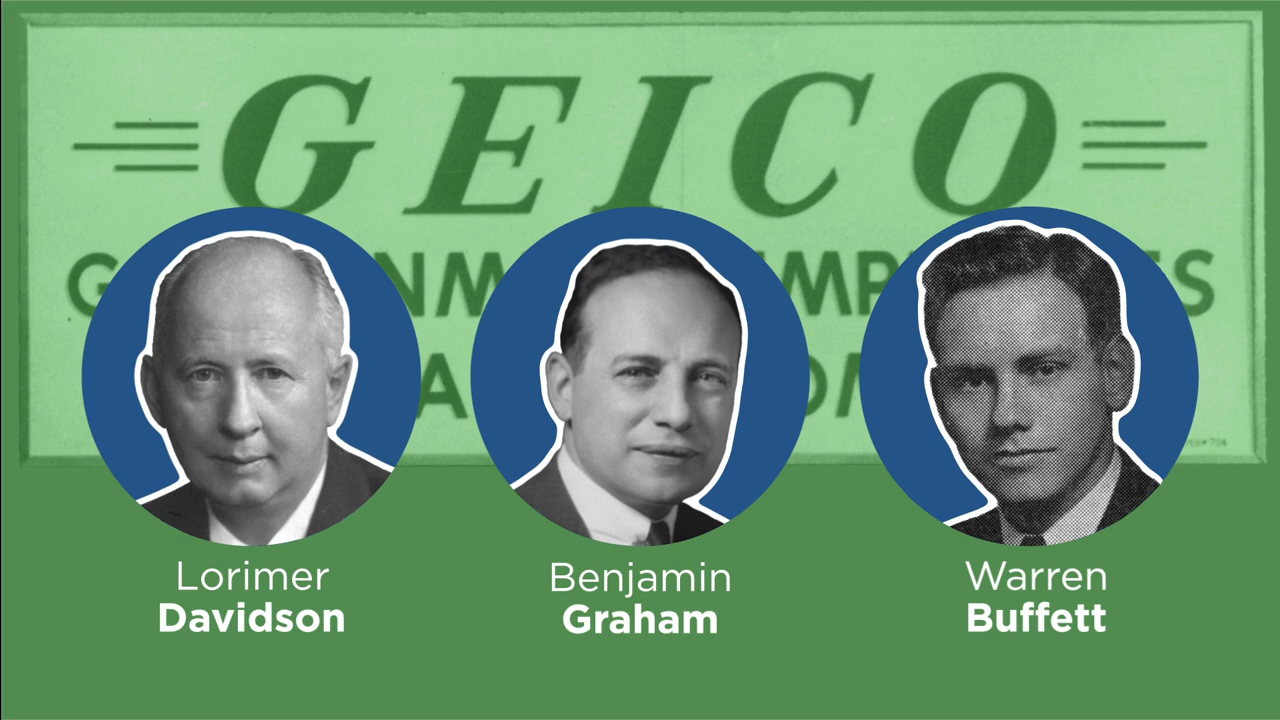 GEICO
Lorimer
Davidson
Benjamin
Graham
Warren
Buffett